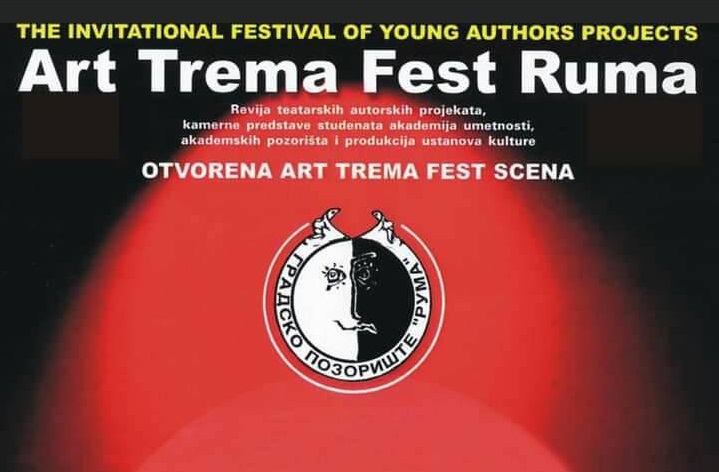 THE INVITATIONAL FESTIVAL OF YOUNG AUTHORS PROJECTS
Art Trema Fest Ruma
Revija teatarskih autorskih projekata,
kamerne predstave studenata akademija umetnosti,
akademskih pozorišta i produkcija ustanova kulture
OTVORENA ART TREMA FEST SCENA
ГРАДСКО ПОЗОРИШТЕ "РУМА"